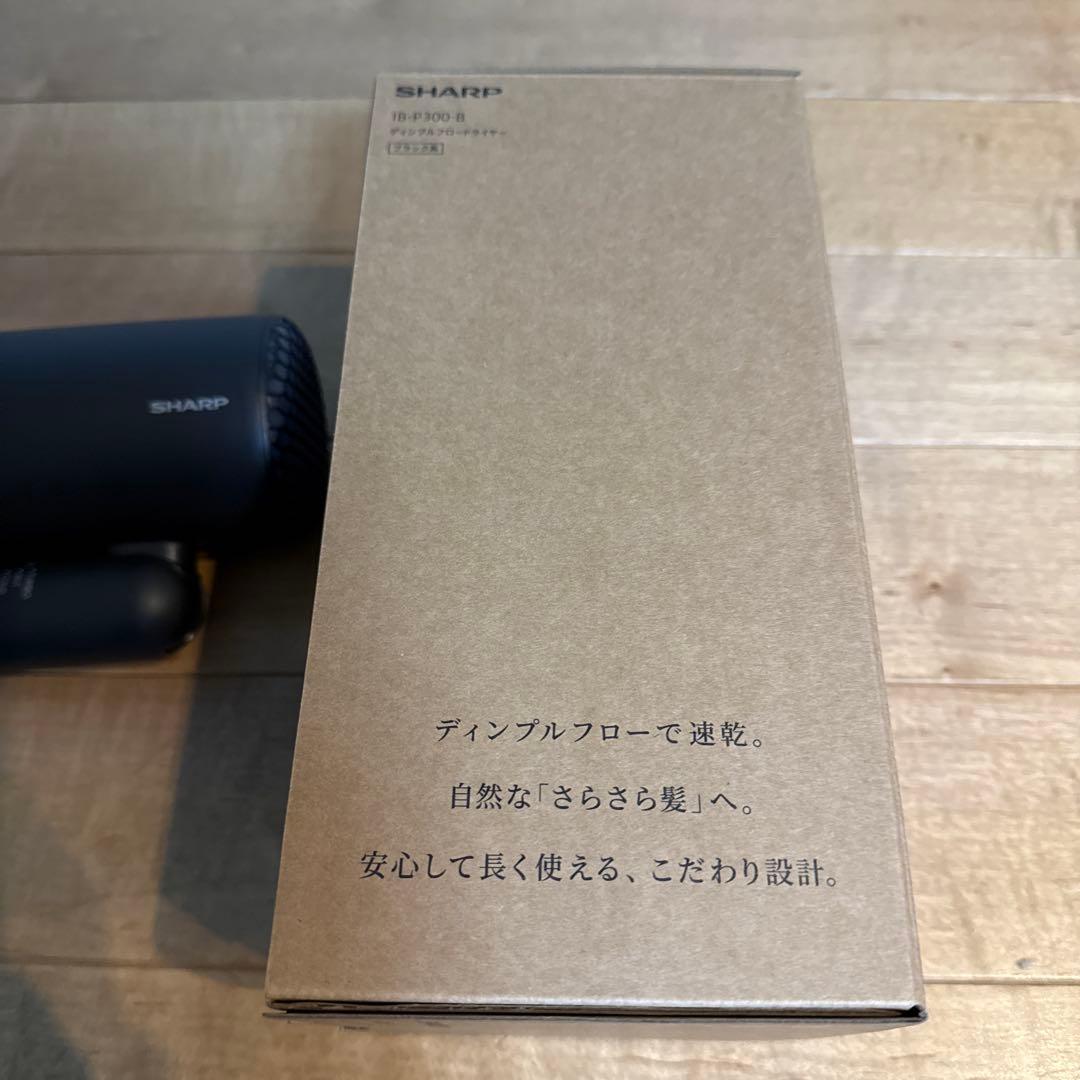 SHARP
IB-P300-B
ディンプルフロードライヤー
ブラック系
SHARP
ディンプルフローで速乾。
自然な「さらさら髪」へ。
安心して長く使える、こだわり設計。